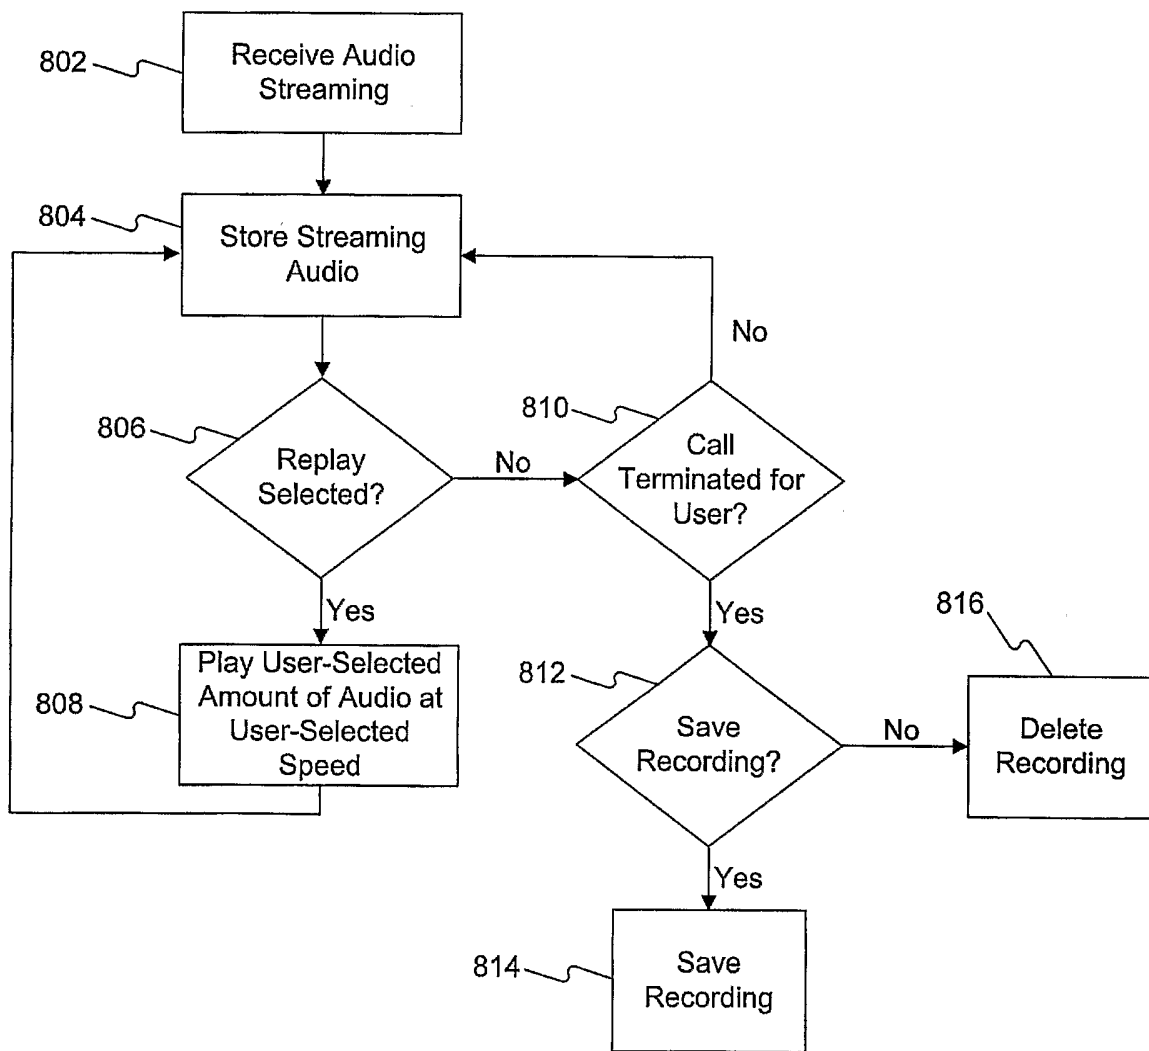 802
Receive Audio
Streaming
804
Store Streaming
Audio
No
806
Replay
Selected?
No
810
Call
Terminated for
User?
Yes
Yes
808
Play User-Selected
Amount of Audio at
User-Selected
Speed
812
Save
Recording?
No
816
Delete
Recording
Yes
814
Save
Recording